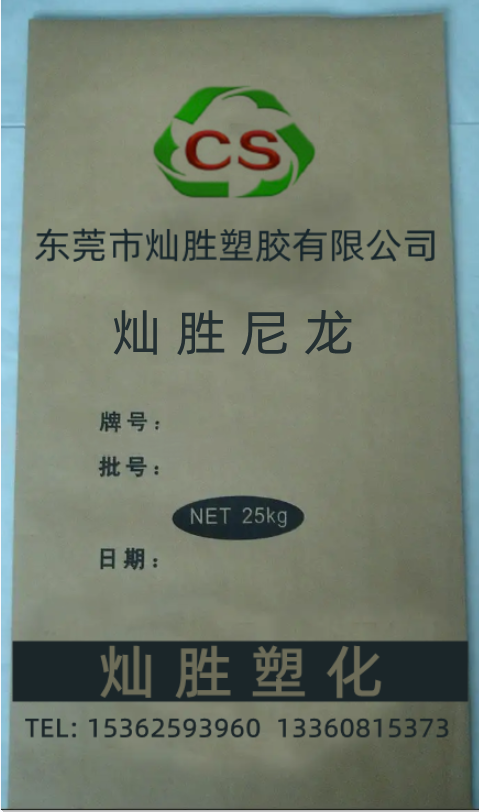 CS
东莞市灿胜塑胶有限公司
灿胜尼龙
牌号：
批号：
NET 25kg
日期：
灿胜塑化
TEL: 15362593960 13360815373